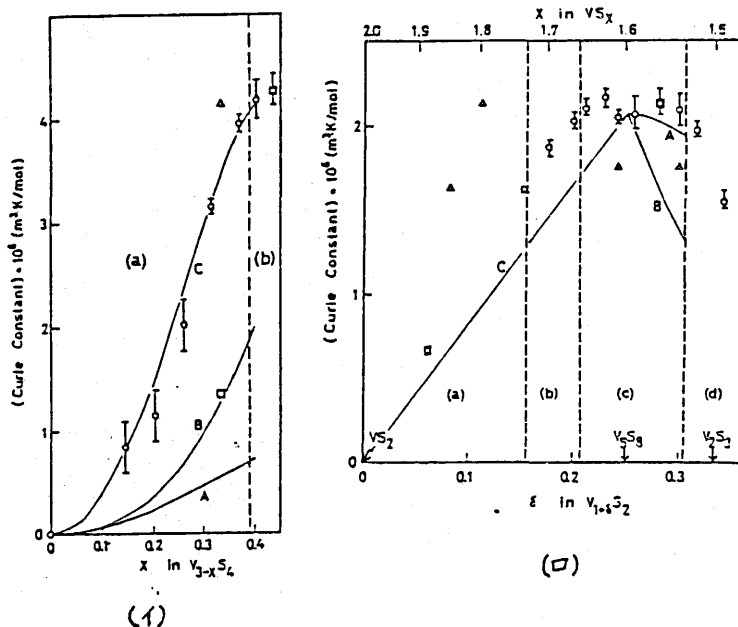 X in VSx
2.0 1.9 1.8 1.7 1.6 1.5
(Curie Constant) × 10⁶ (m³K/mol)
4
3
2
1
0
(a)
(b)
C
B
A
0 0.1 0.2 0.3 0.4
X in V3-xS4
(イ)
(Curie Constant) × 10⁶ (m³K/mol)
2
1
0
C
A
B
(a) (b) (c) (d)
VS2 V5S8 V2S3
0 0.1 0.2 0.3
ε in V1+εS2
(ロ)